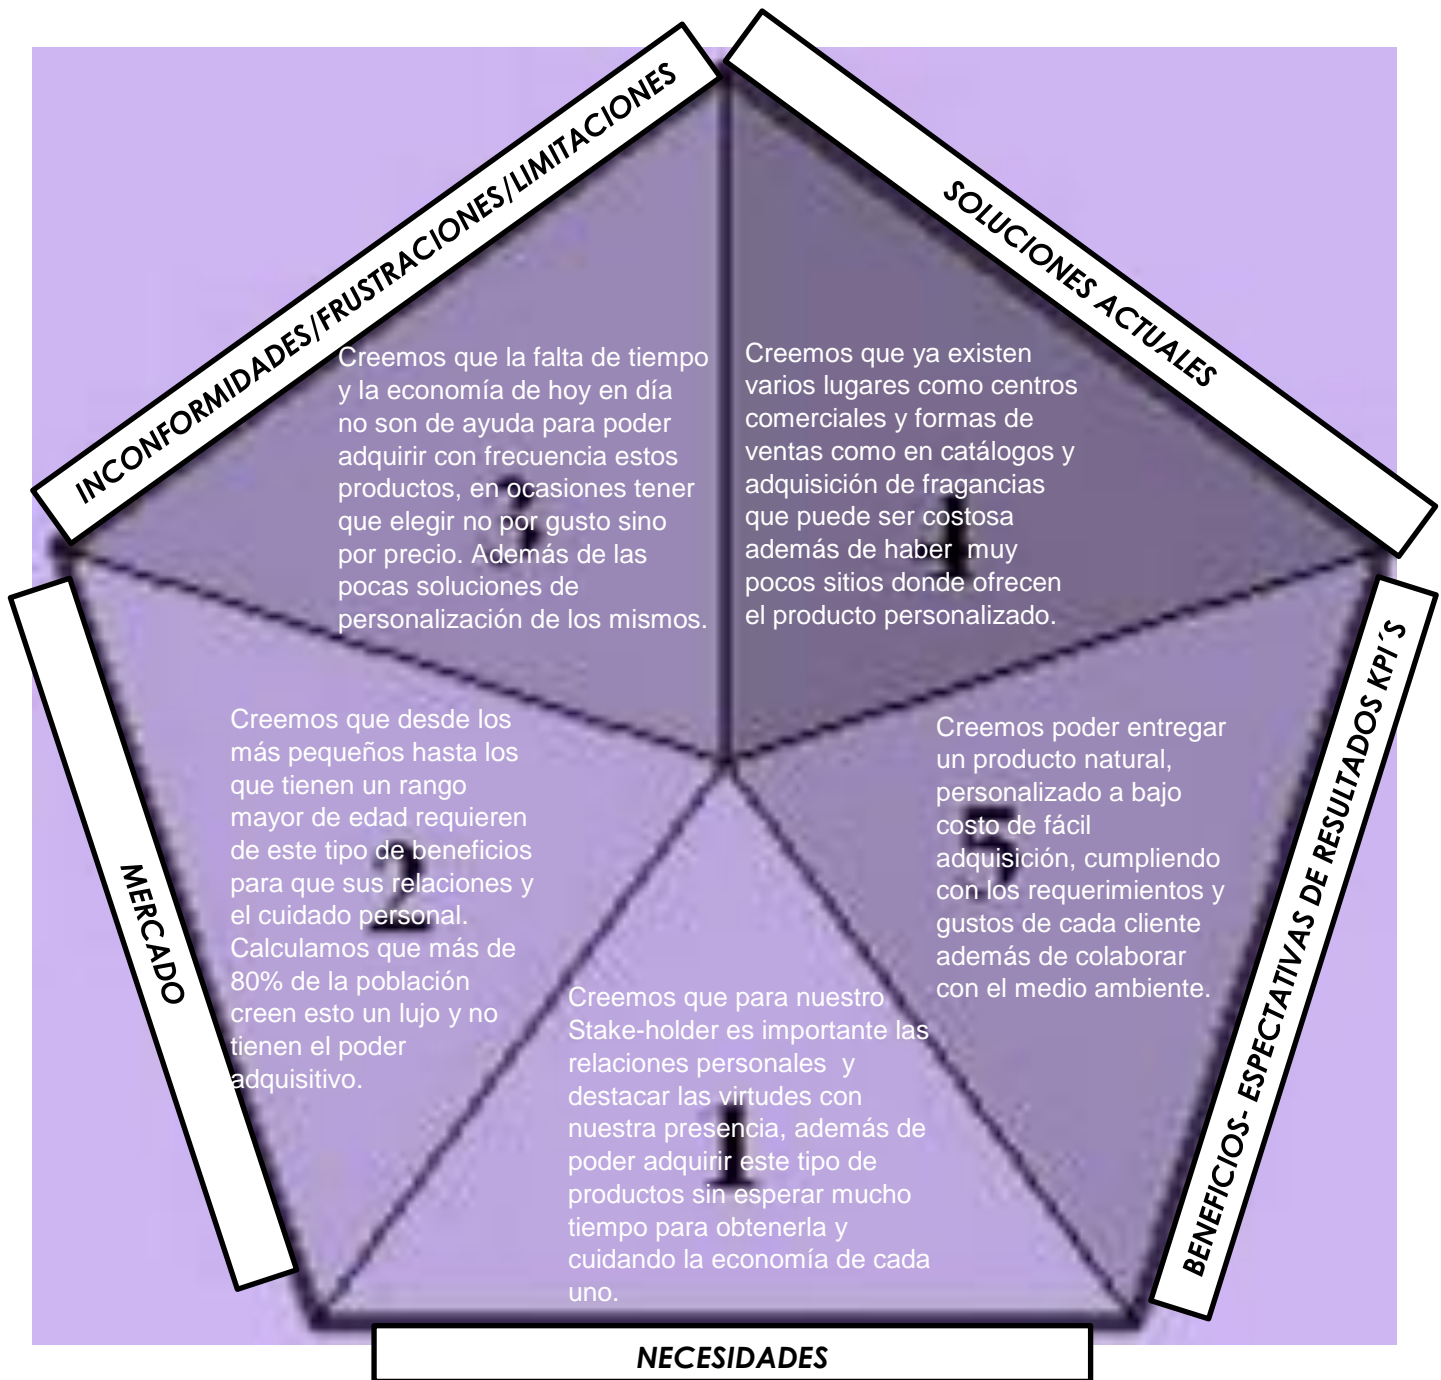 INCONFORMIDADES/FRUSTRACIONES/LIMITACIONES
Creemos que la falta de tiempo
y la economía de hoy en día
no son de ayuda para poder
adquirir con frecuencia estos
productos, en ocasiones tener
que elegir no por gusto sino
por precio. Además de las
pocas soluciones de
personalización de los mismos.
3
SOLUCIONES ACTUALES
Creemos que ya existen
varios lugares como centros
comerciales y formas de
ventas como en catálogos y
adquisición de fragancias
que puede ser costosa
además de haber muy
pocos sitios donde ofrecen
el producto personalizado.
4
MERCADO
Creemos que desde los
más pequeños hasta los
que tienen un rango
mayor de edad requieren
de este tipo de beneficios
para que sus relaciones y
el cuidado personal.
Calculamos que más de
80% de la población
creen esto un lujo y no
tienen el poder
adquisitivo.
2
BENEFICIOS- ESPECTATIVAS DE RESULTADOS KPI´S
Creemos poder entregar
un producto natural,
personalizado a bajo
costo de fácil
adquisición, cumpliendo
con los requerimientos y
gustos de cada cliente
además de colaborar
con el medio ambiente.
5
Creemos que para nuestro
Stake-holder es importante las
relaciones personales y
destacar las virtudes con
nuestra presencia, además de
poder adquirir este tipo de
productos sin esperar mucho
tiempo para obtenerla y
cuidando la economía de cada
uno.
1
NECESIDADES